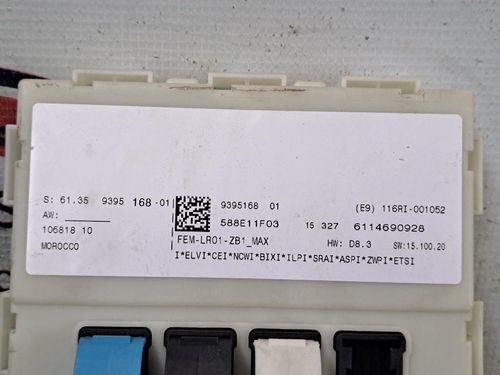 S: 61.35 9395 168-01
AW: ______
106818 10
MOROCCO
9395168 01
588E11F03
FEM-LR01-ZB1_MAX
(E9) 116RI-001052
15 327 6114690928
HW: D8.3 SW:15.100.20
I*ELVI*CEI*NCWI*BIXI*ILPI*SRAI*ASPI*ZWPI*ETSI